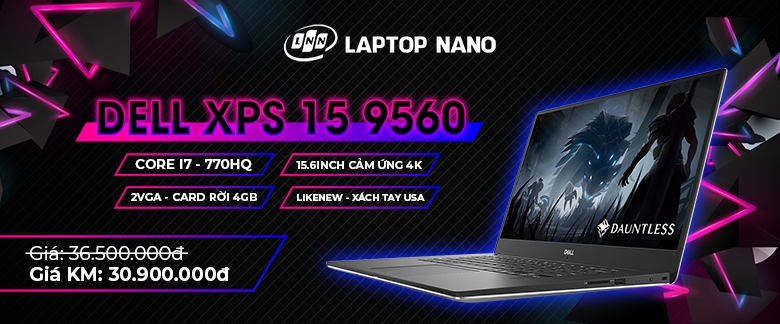 LNN LAPTOP NANO
DELL XPS 15 9560
CORE I7 - 770HQ
15.6INCH CẢM ỨNG 4K
2VGA - CARD RỜI 4GB
LIKENEW - XÁCH TAY USA
Giá: 36.500.000đ
Giá KM: 30.900.000đ
DAUNTLESS
DELL